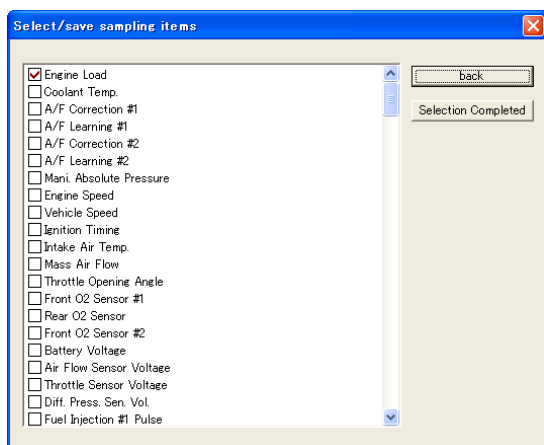 Select/save sampling items
Engine Load
Coolant Temp.
A/F Correction #1
A/F Learning #1
A/F Correction #2
A/F Learning #2
Mani. Absolute Pressure
Engine Speed
Vehicle Speed
Ignition Timing
Intake Air Temp.
Mass Air Flow
Throttle Opening Angle
Front O2 Sensor #1
Rear O2 Sensor
Front O2 Sensor #2
Battery Voltage
Air Flow Sensor Voltage
Throttle Sensor Voltage
Diff. Press. Sen. Vol.
Fuel Injection #1 Pulse
back
Selection Completed